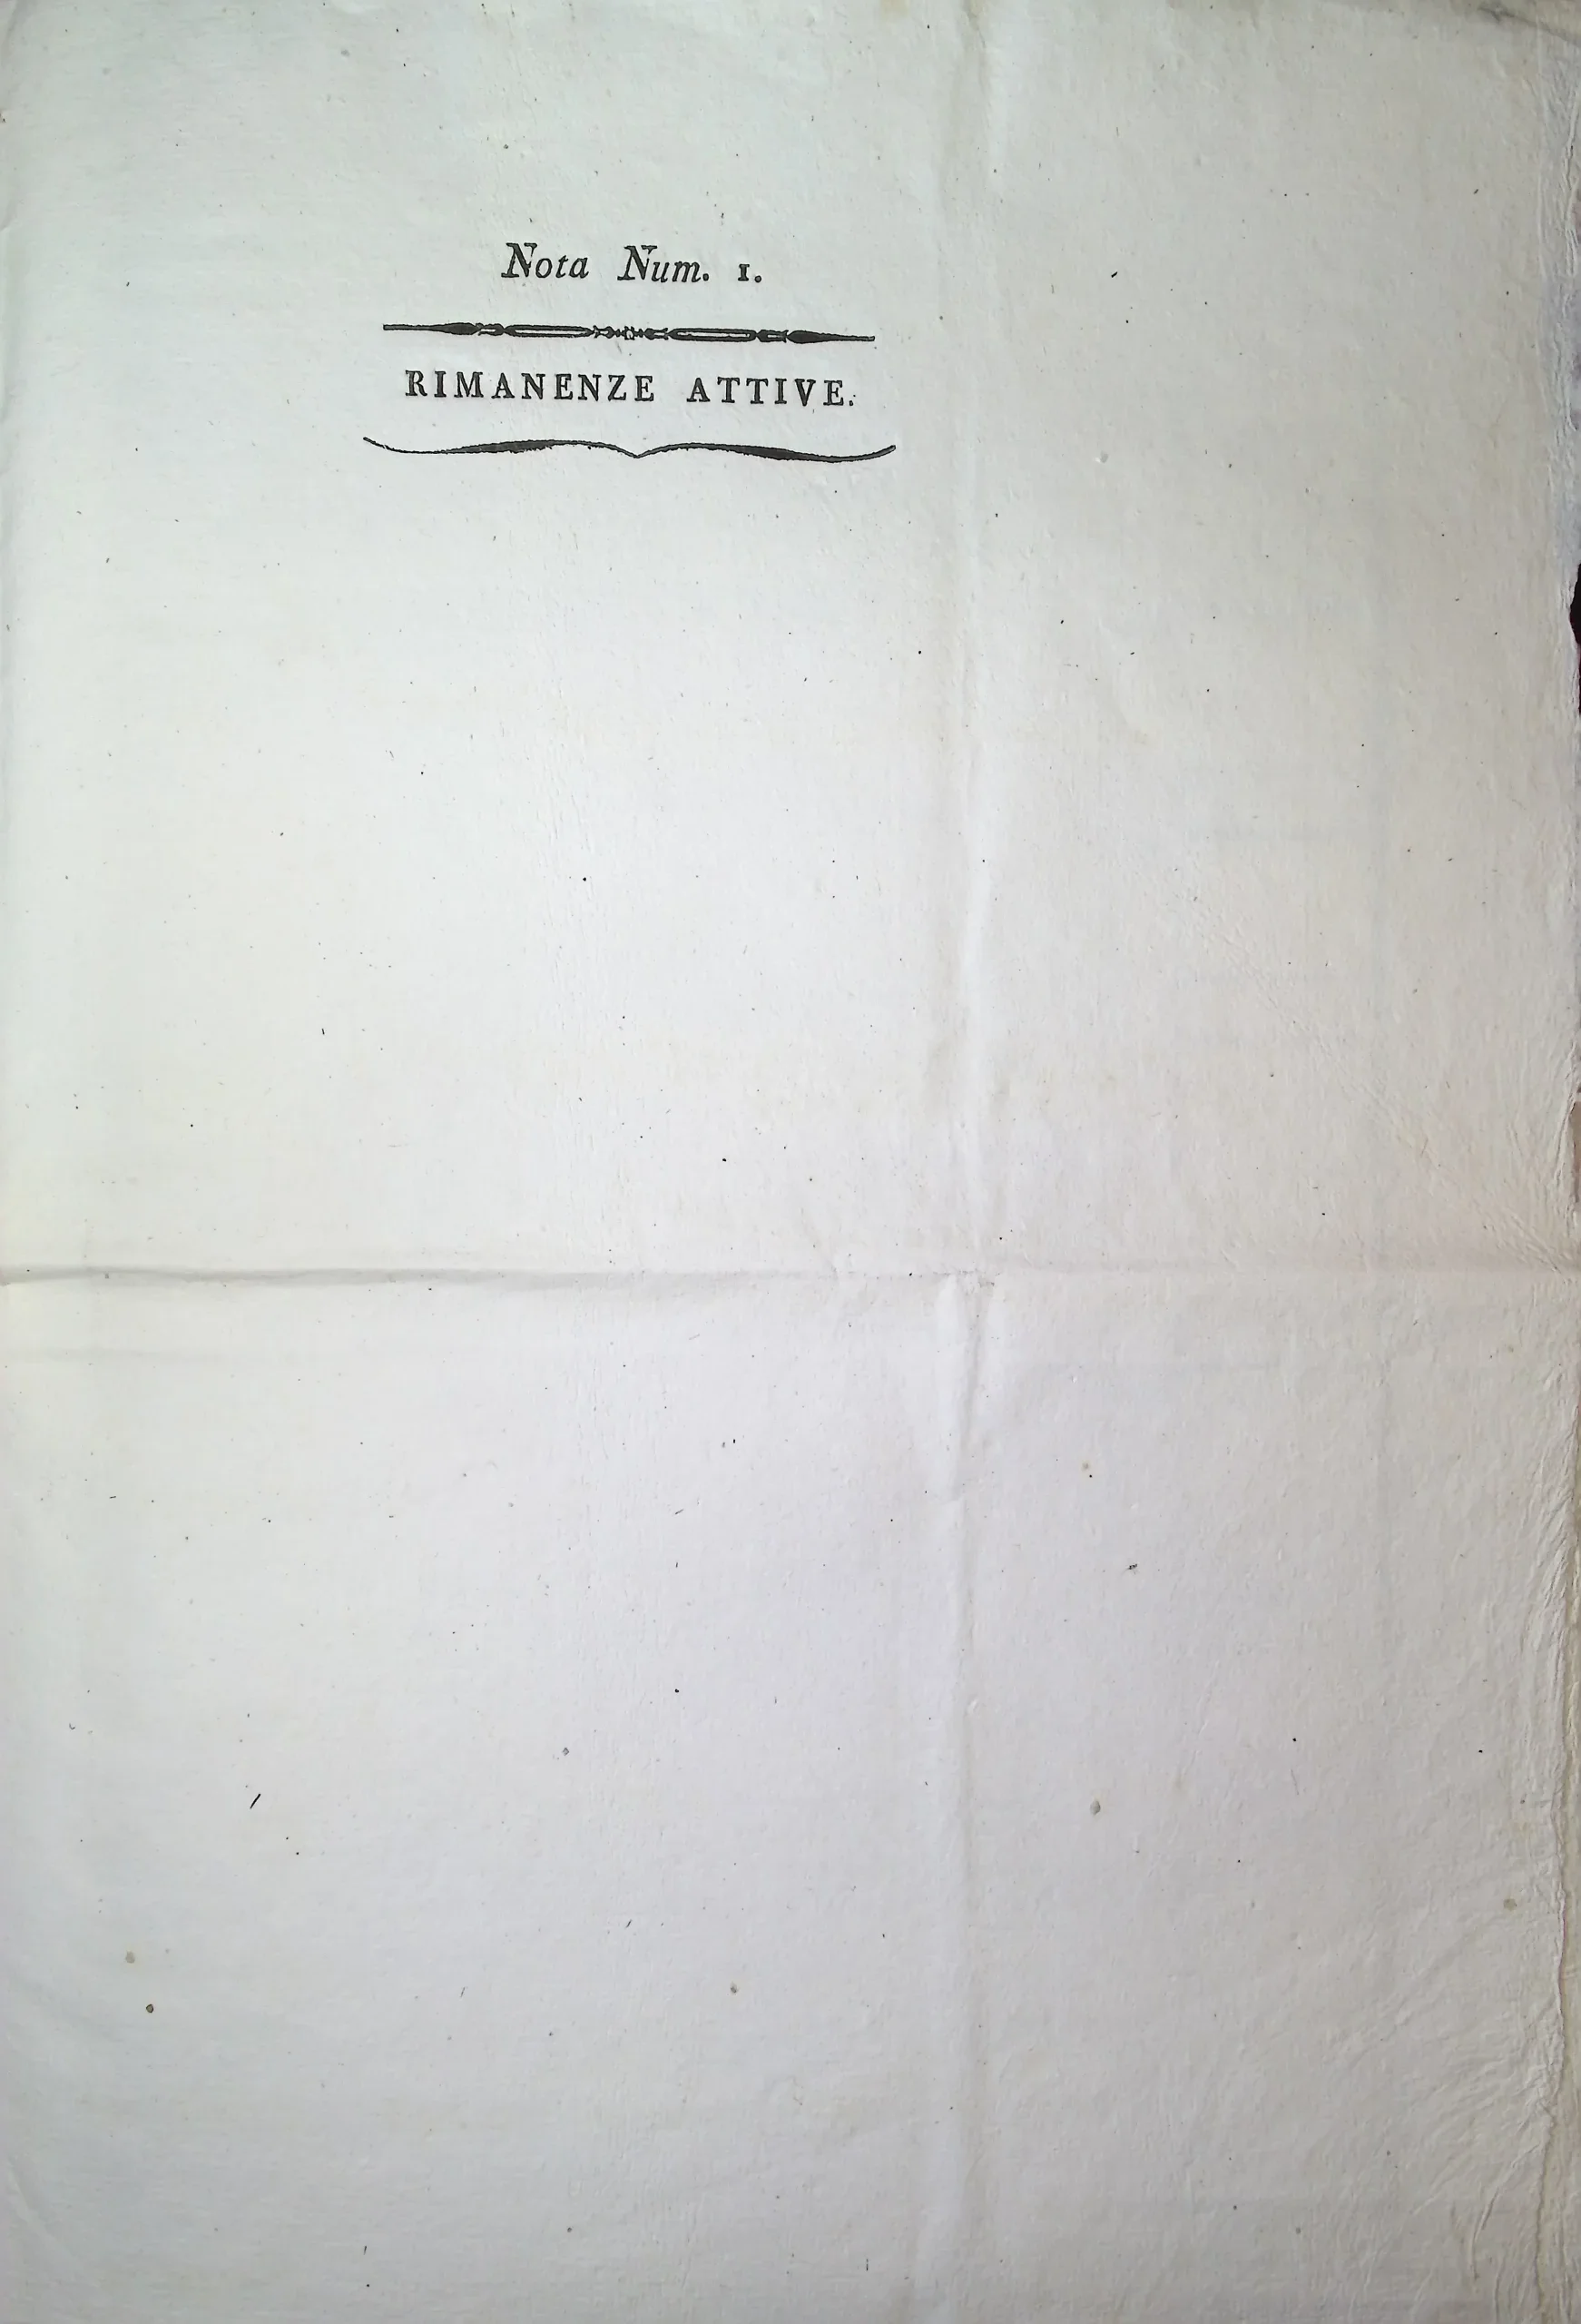 Nota Num. 1.
RIMANENZE ATTIVE.